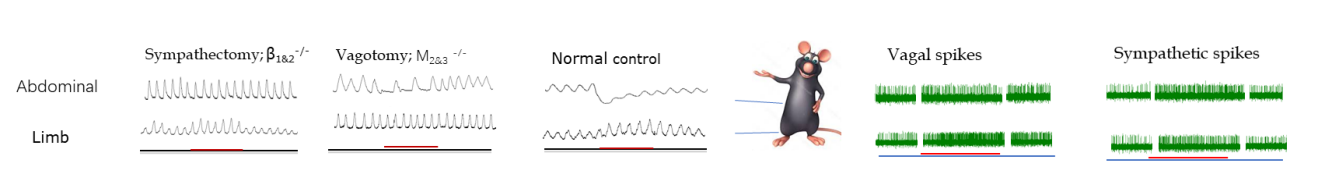 Sympathectomy; β1&2-/-
Vagotomy; M2&3 -/-
Normal control
Vagal spikes
Sympathetic spikes
Abdominal
Limb